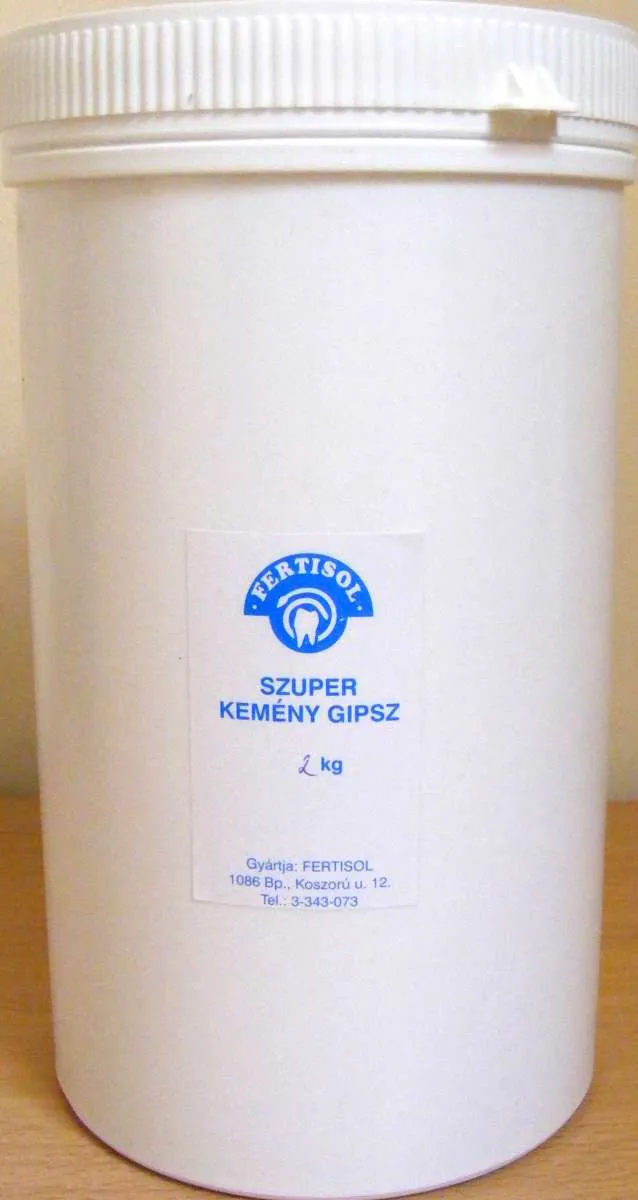 · FERTISOL ·
SZUPER
KEMÉNY GIPSZ
2 kg
Gyártja: FERTISOL
1086 Bp., Koszorú u. 12.
Tel.: 3-343-073